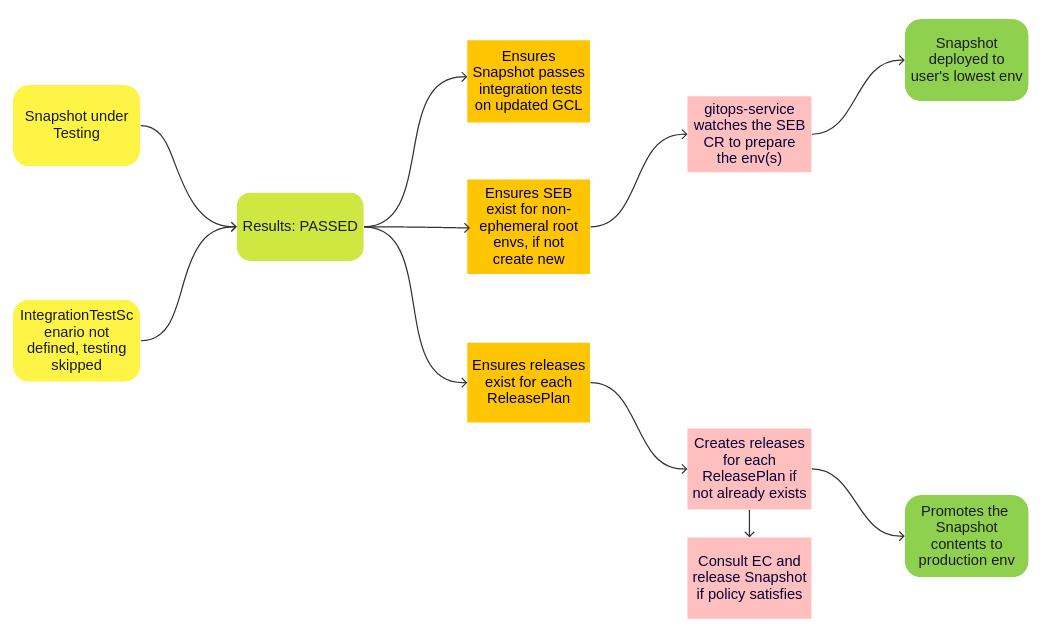 Snapshot under
Testing
IntegrationTestSc
enario not
defined, testing
skipped
Results: PASSED
Ensures
Snapshot passes
integration tests
on updated GCL
Ensures SEB
exist for non-
ephemeral root
envs, if not
create new
Ensures releases
exist for each
ReleasePlan
gitops-service
watches the SEB
CR to prepare
the env(s)
Creates releases
for each
ReleasePlan if
not already exists
Consult EC and
release Snapshot
if policy satisfies
Snapshot
deployed to
user's lowest env
Promotes the
Snapshot
contents to
production env